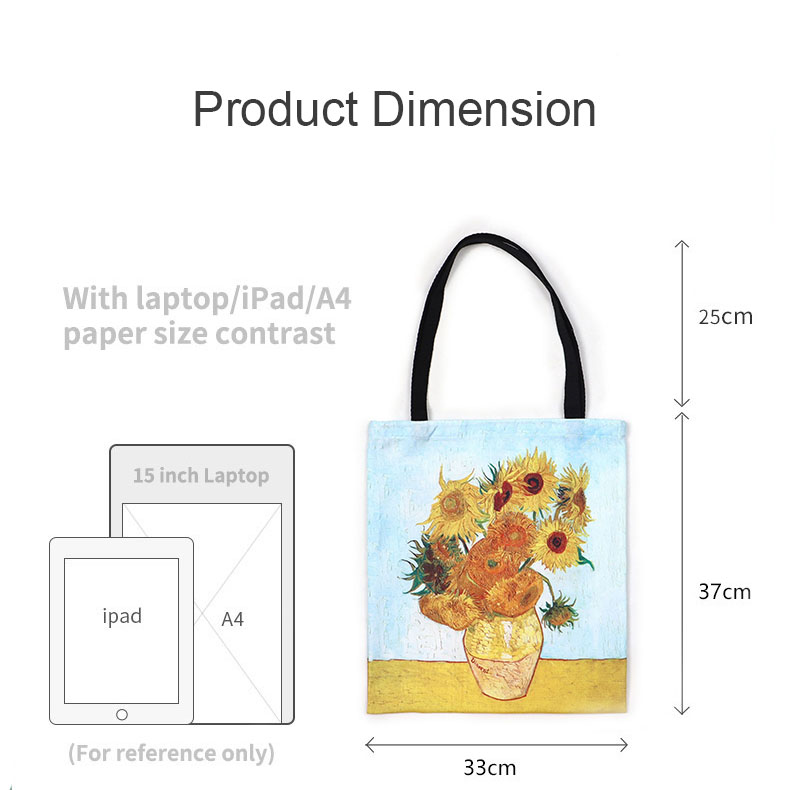 Product Dimension
With laptop/iPad/A4
paper size contrast
25cm
15 inch Laptop
ipad
A4
37cm
(For reference only)
33cm